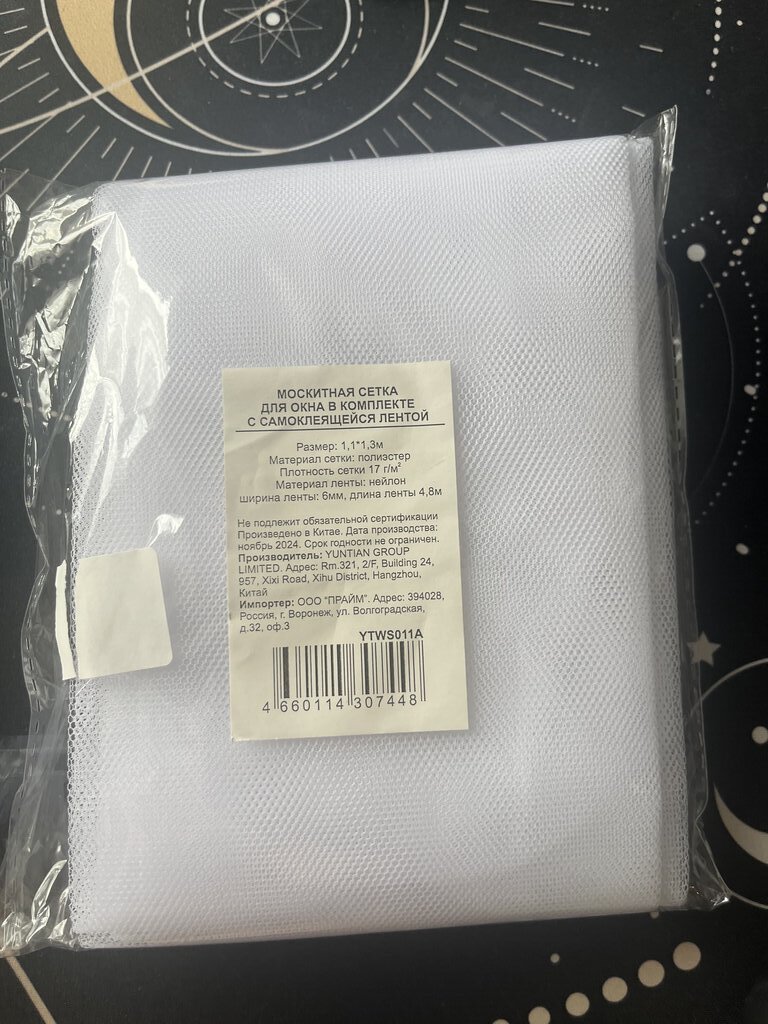 МОСКИТНАЯ СЕТКА
ДЛЯ ОКНА В КОМПЛЕКТЕ
С САМОКЛЕЯЩЕЙСЯ ЛЕНТОЙ
Размер: 1,1*1,3м
Материал сетки: полиэстер
Плотность сетки 17 г/м²
Материал ленты: нейлон
ширина ленты: 6мм, длина ленты 4,8м
Не подлежит обязательной сертификации
Произведено в Китае. Дата производства:
ноябрь 2024. Срок годности не ограничен.
Производитель: YUNTIAN GROUP
LIMITED. Адрес: Rm.321, 2/F, Building 24,
957, Xixi Road, Xihu District, Hangzhou,
Китай
Импортер: ООО "ПРАЙМ". Адрес: 394028,
Россия, г. Воронеж, ул. Волгоградская,
д.32, оф.3
YTWS011A
4 660114 307448